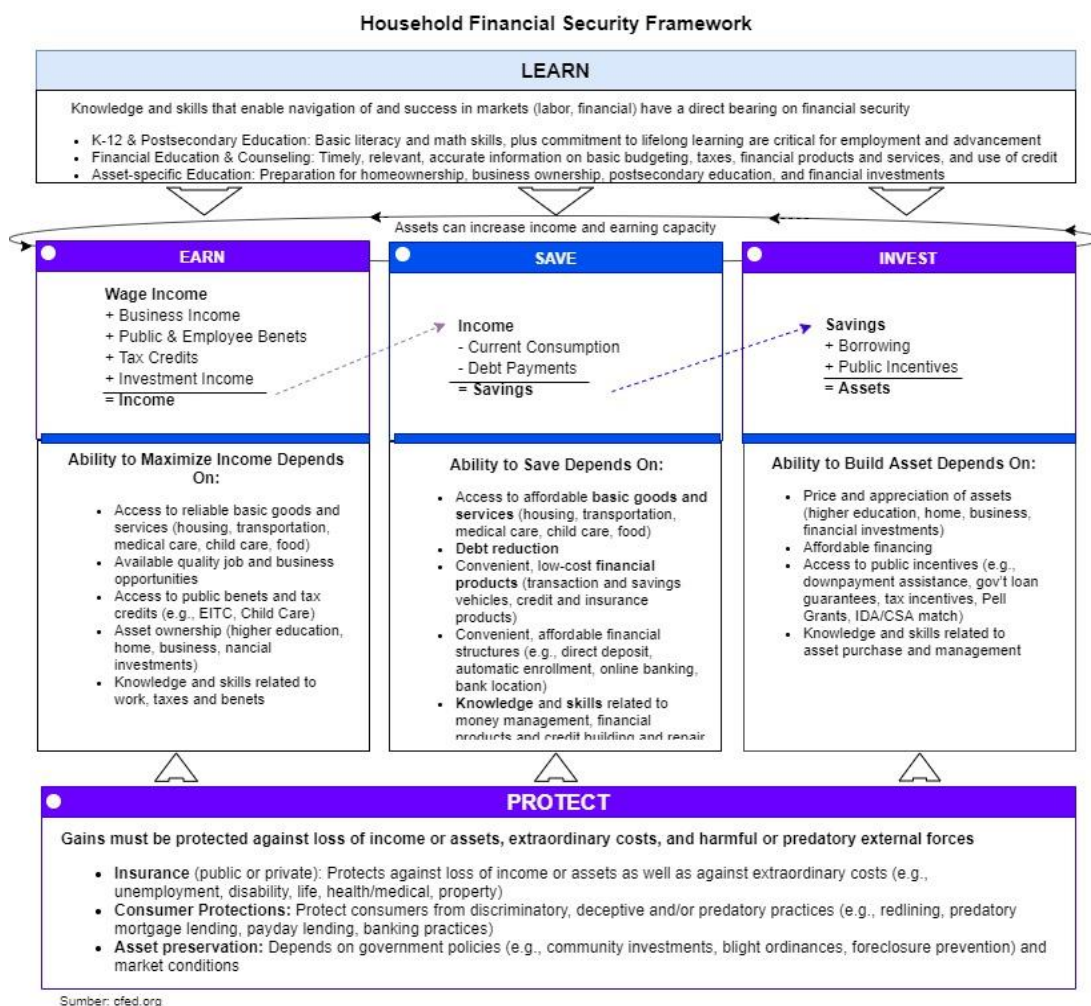 Household Financial Security Framework
LEARN
Knowledge and skills that enable navigation of and success in markets (labor, financial) have a direct bearing on financial security
• K-12 & Postsecondary Education: Basic literacy and math skills, plus commitment to lifelong learning are critical for employment and advancement
• Financial Education & Counseling: Timely, relevant, accurate information on basic budgeting, taxes, financial products and services, and use of credit
• Asset-specific Education: Preparation for homeownership, business ownership, postsecondary education, and financial investments
Assets can increase income and earning capacity
EARN
Wage Income
+ Business Income
+ Public & Employee Benets
+ Tax Credits
+ Investment Income
= Income
Ability to Maximize Income Depends
On:
• Access to reliable basic goods and
services (housing, transportation,
medical care, child care, food)
• Available quality job and business
opportunities
• Access to public benets and tax
credits (e.g., EITC, Child Care)
• Asset ownership (higher education,
home, business, nancial
investments)
• Knowledge and skills related to
work, taxes and benets
SAVE
Income
- Current Consumption
- Debt Payments
= Savings
Ability to Save Depends On:
• Access to affordable basic goods and
services (housing, transportation,
medical care, child care, food)
• Debt reduction
• Convenient, low-cost financial
products (transaction and savings
vehicles, credit and insurance
products)
• Convenient, affordable financial
structures (e.g., direct deposit,
automatic enrollment, online banking,
bank location)
• Knowledge and skills related to
money management, financial
products and credit building and repair
INVEST
Savings
+ Borrowing
+ Public Incentives
= Assets
Ability to Build Asset Depends On:
• Price and appreciation of assets
(higher education, home, business,
financial investments)
• Affordable financing
• Access to public incentives (e.g.,
downpayment assistance, gov't loan
guarantees, tax incentives, Pell
Grants, IDA/CSA match)
• Knowledge and skills related to
asset purchase and management
PROTECT
Gains must be protected against loss of income or assets, extraordinary costs, and harmful or predatory external forces
• Insurance (public or private): Protects against loss of income or assets as well as against extraordinary costs (e.g.,
unemployment, disability, life, health/medical, property)
• Consumer Protections: Protect consumers from discriminatory, deceptive and/or predatory practices (e.g., redlining, predatory
mortgage lending, payday lending, banking practices)
• Asset preservation: Depends on government policies (e.g., community investments, blight ordinances, foreclosure prevention) and
market conditions
Sumber: cfed.org